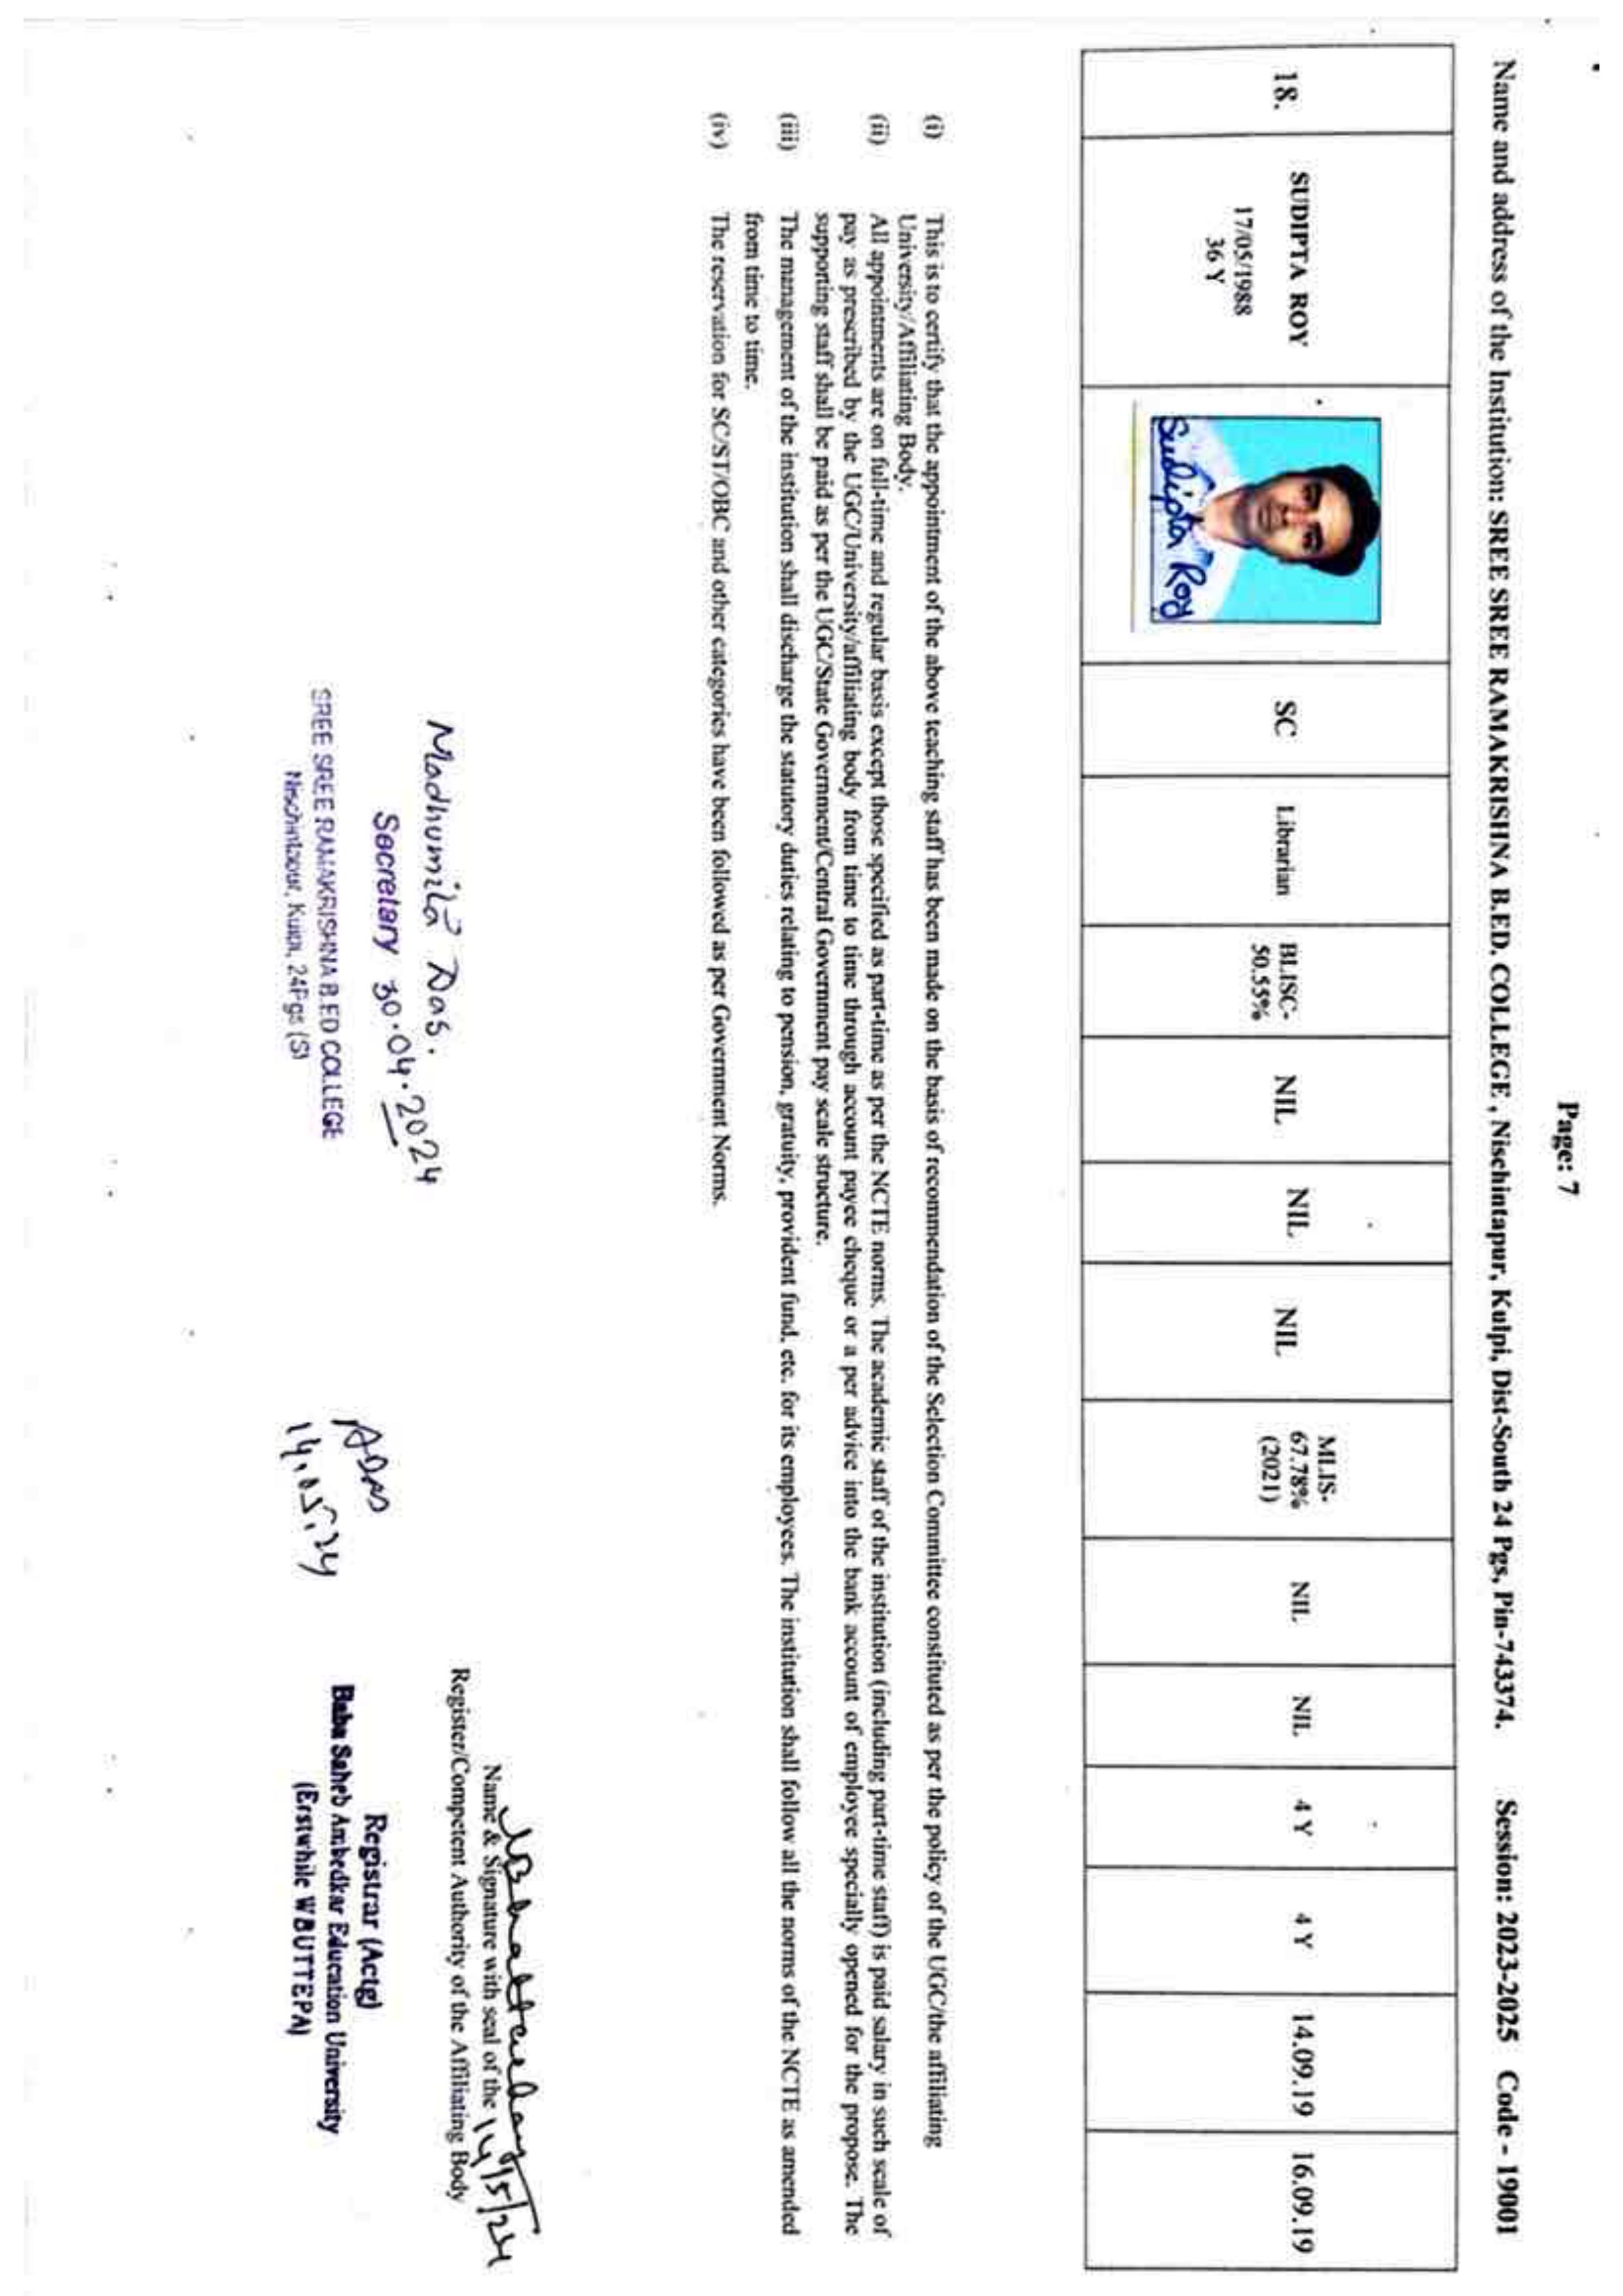 Page: 7
Name and address of the Institution: SREE SREE RAMAKRISHNA B.ED. COLLEGE , Nischintapur, Kulpi, Dist-South 24 Pgs, Pin-743374. Session: 2023-2025 Code - 19001
18.
SUDIPTA ROY
17/05/1988
36 Y
Sudipta Roy
SC
Librarian
BLISC-
50.55%
NIL
NIL
NIL
MLIS-
67.78%
(2021)
NIL
NIL
4 Y
4 Y
14.09.19
16.09.19
(i) This is to certify that the appointment of the above teaching staff has been made on the basis of recommendation of the Selection Committee constituted as per the policy of the UGC/the affiliating
University/Affiliating Body.
(ii) All appointments are on full-time and regular basis except those specified as part-time as per the NCTE norms. The academic staff of the institution (including part-time staff) is paid salary in such scale of
pay as prescribed by the UGC/University/affiliating body from time to time through account payee cheque or a per advice into the bank account of employee specially opened for the propose. The
supporting staff shall be paid as per the UGC/State Government/Central Government pay scale structure.
(iii) The management of the institution shall discharge the statutory duties relating to pension, gratuity, provident fund, etc. for its employees. The institution shall follow all the norms of the NCTE as amended
from time to time.
(iv) The reservation for SC/ST/OBC and other categories have been followed as per Government Norms.
Madhumita Das.
Secretary 30.04.2024
SREE SREE RAMAKRISHNA B.ED COLLEGE
Nischintapur, Kulpi, 24Pgs (S)
14.05.24
14/5/24
Name & Signature with seal of the
Register/Competent Authority of the Affiliating Body
Registrar (Actg)
Baba Saheb Ambedkar Education University
(Erstwhile WBUTTEPA)